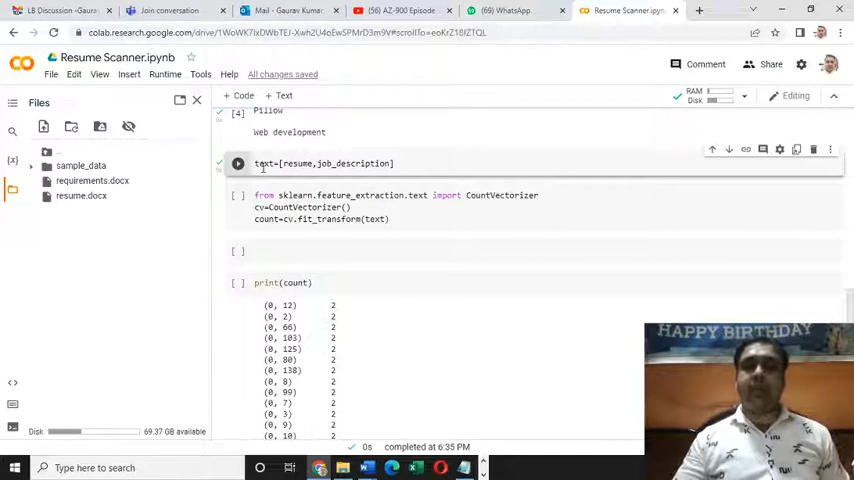 LB Discussion -Gaura
Join conversation
Mail - Gaurav Kumar
(56) AZ-900 Episode
(69) WhatsApp
Resume Scanner.ipynb
colab.research.google.com/drive/1WoWK7IxDWbTEJ-Xwh2U4oEwSPMrD3m9V#scrollTo=eoKrZ18IZQUC
Resume Scanner.ipynb
File Edit View Insert Runtime Tools Help All changes saved
Comment Share
+ Code + Text
RAM
Disk
Editing
Files
..
sample_data
requirements.docx
resume.docx
[4] Pillow
0s
Web development
text=[resume,job_description]
0s
[ ] from sklearn.feature_extraction.text import CountVectorizer
cv=CountVectorizer()
count=cv.fit_transform(text)
[ ]
[ ] print(count)
(0, 12) 2
(0, 2) 2
(0, 66) 2
(0, 103) 2
(0, 125) 2
(0, 80) 2
(0, 138) 2
(0, 8) 2
(0, 99) 2
(0, 7) 2
(0, 3) 2
(0, 9) 2
(0, 10) 2
Disk 69.37 GB available
0s completed at 6:35 PM
HAPPY BIRTHDAY
Type here to search